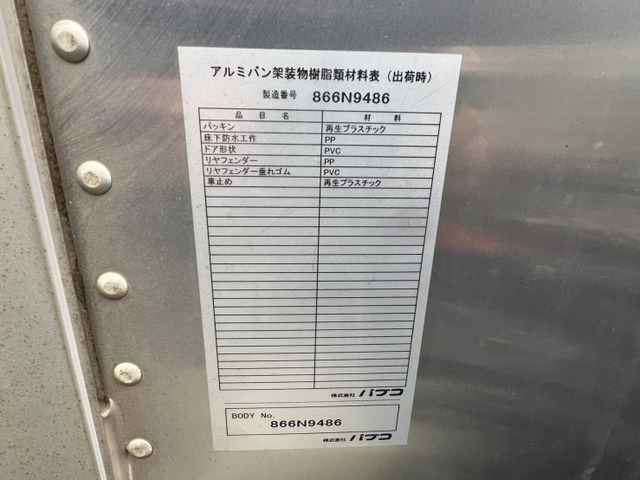 アルミバン架装物樹脂類材料表（出荷時）
製造番号 866N9486
品目名 材料
パッキン 再生プラスチック
床下防水工作 PP
ドア形状 PVC
リヤフェンダー PP
リヤフェンダー垂れゴム PVC
車止め 再生プラスチック
株式会社 パブコ
BODY No.
866N9486
株式会社 パブコ